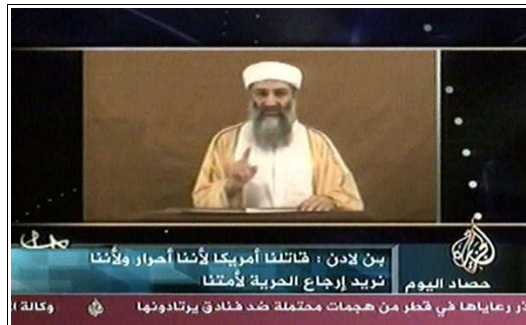 بن لادن : قاتلنا أمريكا لأننا أحرار ولأننا
نريد إرجاع الحرية لأمتنا
حصاد اليوم
رعاياها في قطر من هجمات محتملة ضد فنادق يرتادونها
وكالة